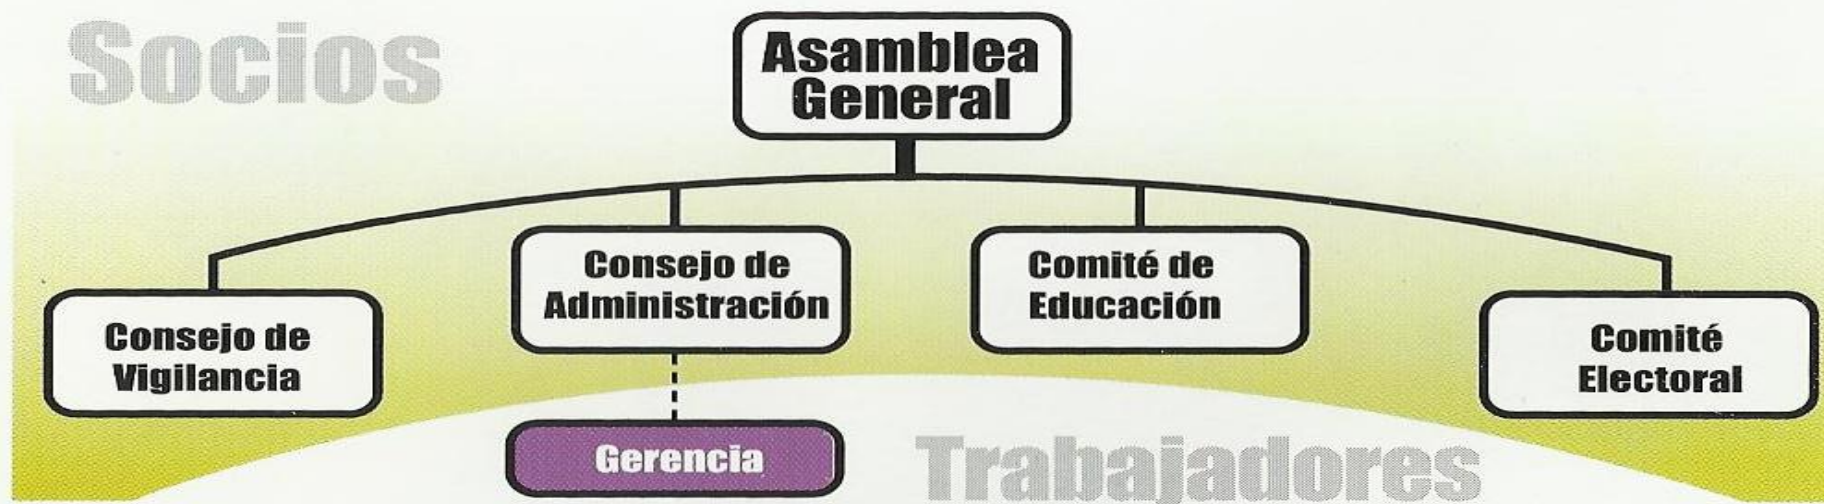 Socios
Asamblea
General
Consejo de
Vigilancia
Consejo de
Administración
Comité de
Educación
Comité
Electoral
Gerencia
Trabajadores